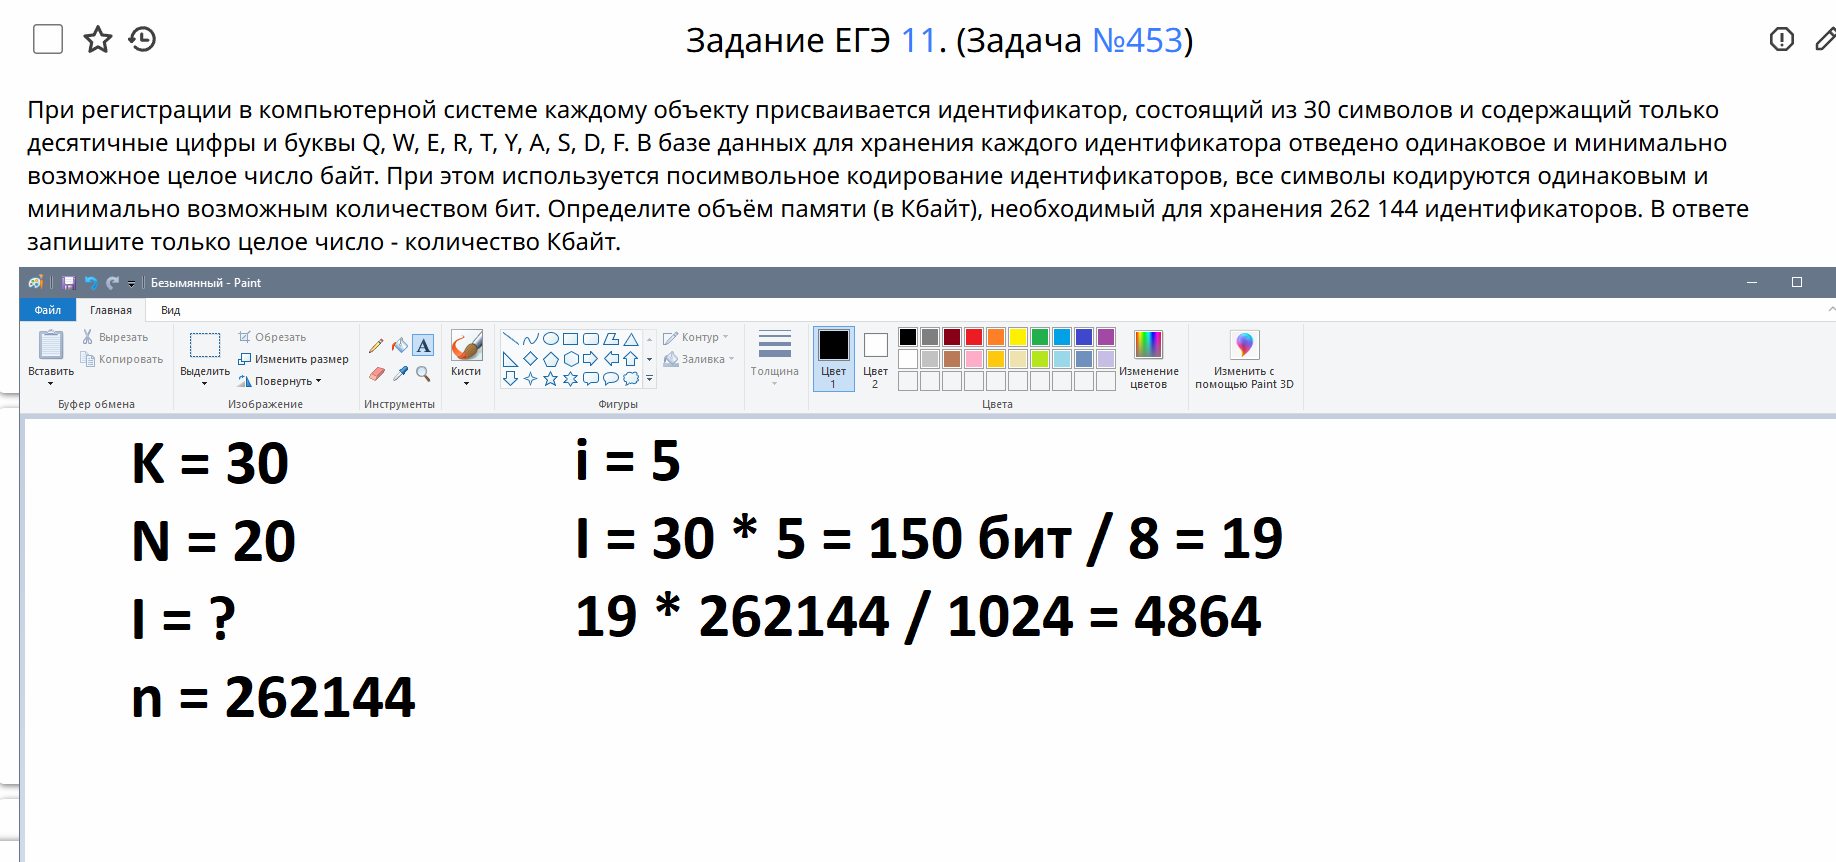 Задание ЕГЭ 11. (Задача №453)
При регистрации в компьютерной системе каждому объекту присваивается идентификатор, состоящий из 30 символов и содержащий только
десятичные цифры и буквы Q, W, E, R, T, Y, A, S, D, F. В базе данных для хранения каждого идентификатора отведено одинаковое и минимально
возможное целое число байт. При этом используется посимвольное кодирование идентификаторов, все символы кодируются одинаковым и
минимально возможным количеством бит. Определите объём памяти (в Кбайт), необходимый для хранения 262 144 идентификаторов. В ответе
запишите только целое число - количество Кбайт.
Безымянный - Paint
Файл Главная Вид
Вставить
Вырезать
Копировать
Буфер обмена
Выделить
Обрезать
Изменить размер
Повернуть
Изображение
A
Инструменты
Кисти
Контур
Заливка
Фигуры
Толщина
Цвет
1
Цвет
2
Цвета
Изменение
цветов
Изменить с
помощью Paint 3D
K = 30
N = 20
I = ?
n = 262144
i = 5
I = 30 * 5 = 150 бит / 8 = 19
19 * 262144 / 1024 = 4864